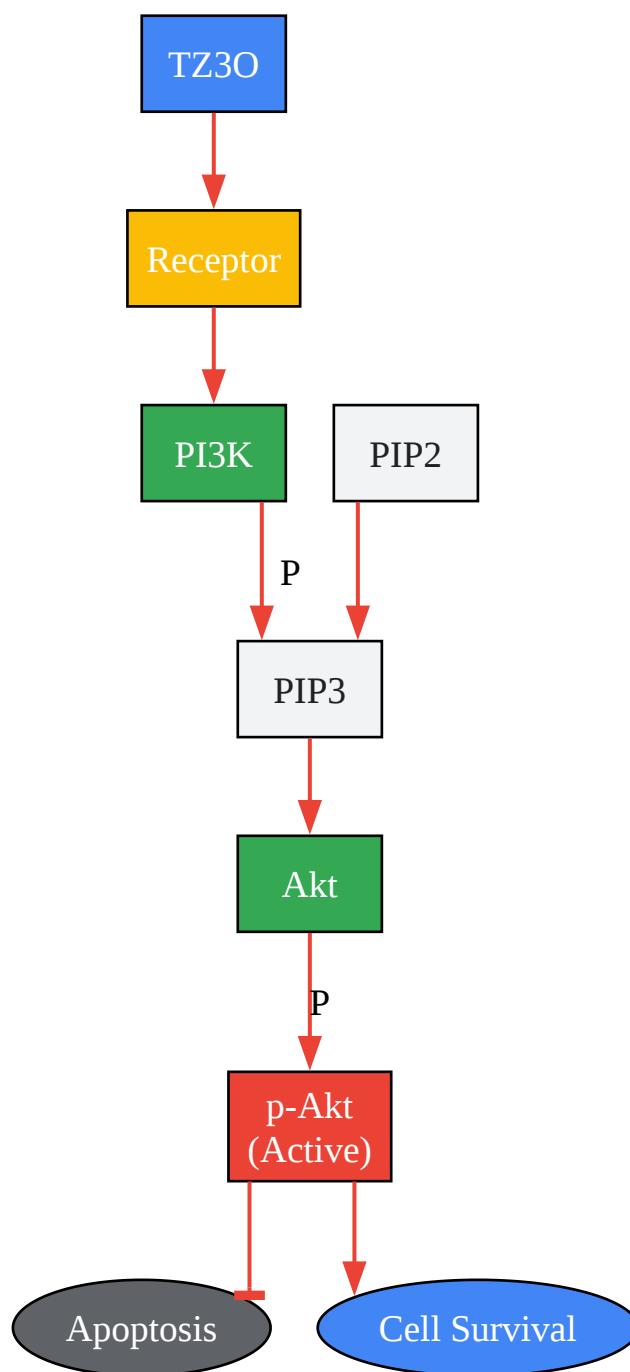 TZ3O
Receptor
PI3K
PIP2
P
PIP3
Akt
P
p-Akt
(Active)
Apoptosis
Cell Survival